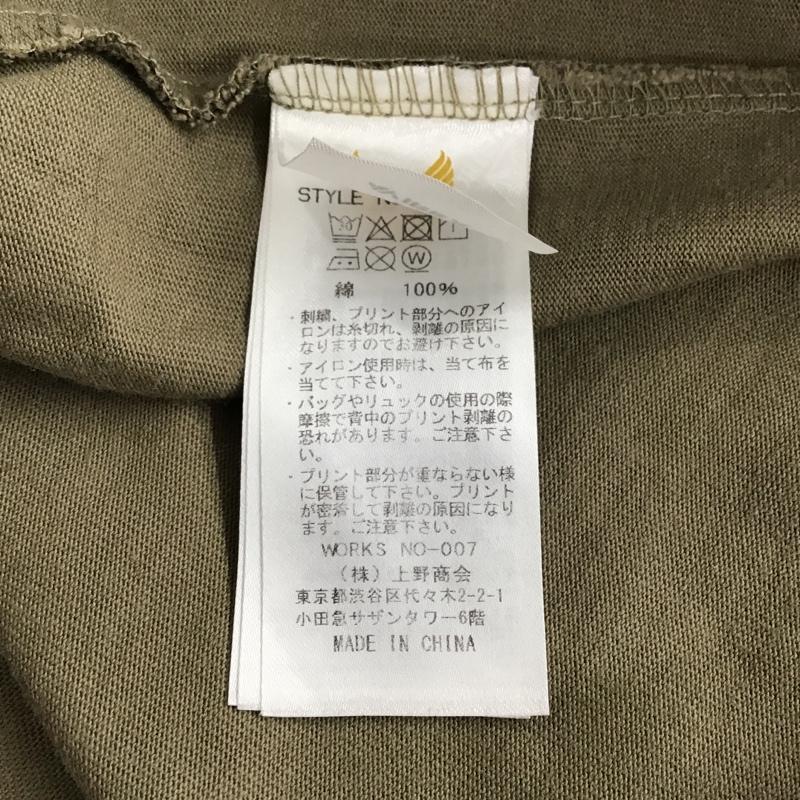 STYLE N
30
W
綿 100%
・刺繍、プリント部分へのアイ
ロンは糸切れ、剥離の原因に
なりますのでお避け下さい。
・アイロン使用時は、当て布を
当てて下さい。
・バッグやリュックの使用の際
摩擦で背中のプリント剥離の
恐れがあります。ご注意下さ
い。
・プリント部分が重ならない様
に保管して下さい。プリント
が密着して剥離の原因になり
ます。ご注意下さい。
WORKS NO-007
(株)上野商会
東京都渋谷区代々木2-2-1
小田急サザンタワー6階
MADE IN CHINA